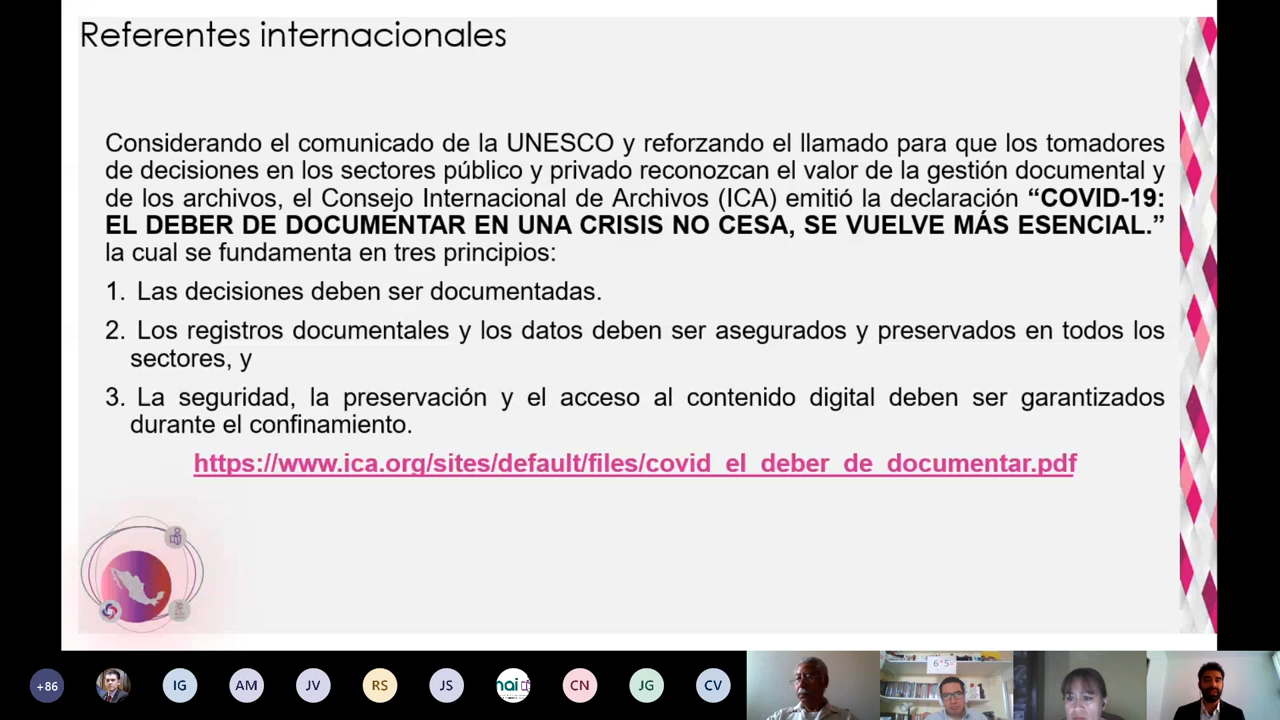 Referentes internacionales
Considerando el comunicado de la UNESCO y reforzando el llamado para que los tomadores
de decisiones en los sectores público y privado reconozcan el valor de la gestión documental y
de los archivos, el Consejo Internacional de Archivos (ICA) emitió la declaración “COVID-19:
EL DEBER DE DOCUMENTAR EN UNA CRISIS NO CESA, SE VUELVE MÁS ESENCIAL.”
la cual se fundamenta en tres principios:
1. Las decisiones deben ser documentadas.
2. Los registros documentales y los datos deben ser asegurados y preservados en todos los
sectores, y
3. La seguridad, la preservación y el acceso al contenido digital deben ser garantizados
durante el confinamiento.
https://www.ica.org/sites/default/files/covid_el_deber_de_documentar.pdf
+86 IG AM JV RS JS nai CN JG CV